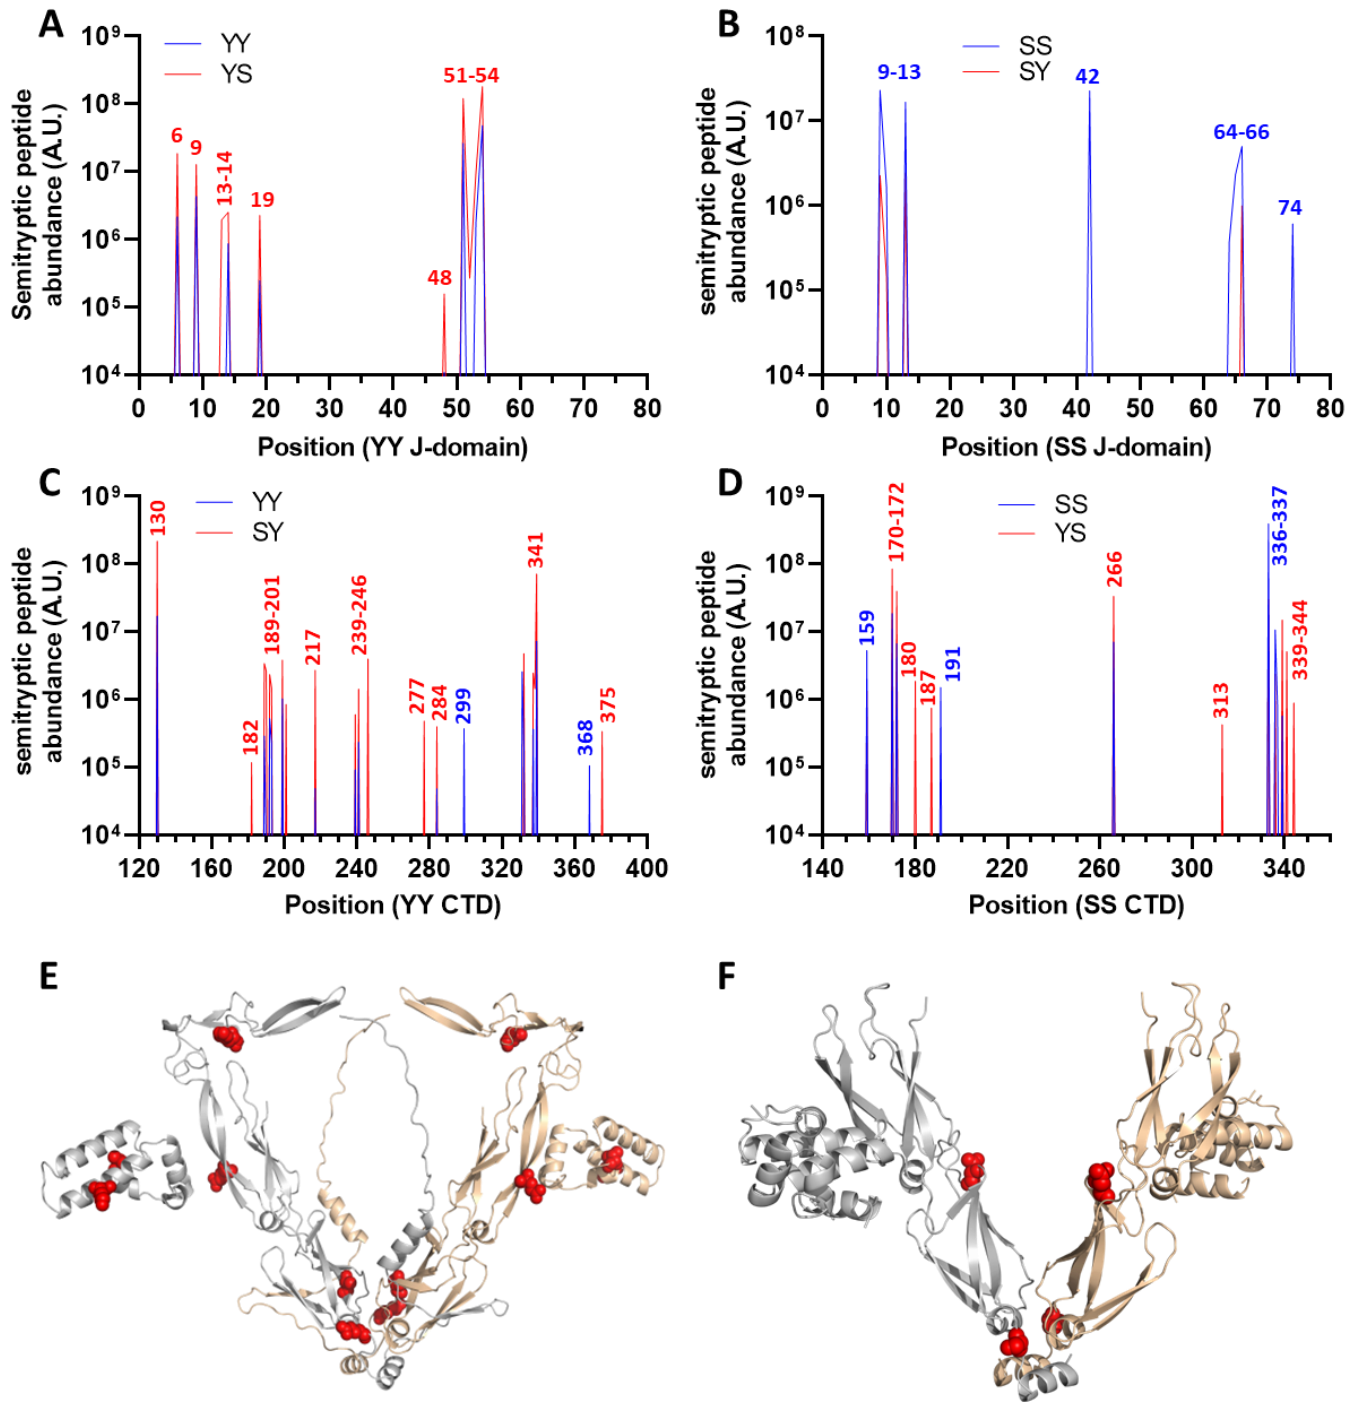 A
10⁹
10⁸
10⁷
10⁶
10⁵
10⁴
Semitryptic peptide
abundance (A.U.)
YY
YS
6
9
13-14
19
48
51-54
0 10 20 30 40 50 60 70 80
Position (YY J-domain)
B
10⁸
10⁷
10⁶
10⁵
10⁴
semitryptic peptide
abundance (A.U.)
SS
SY
9-13
42
64-66
74
0 10 20 30 40 50 60 70 80
Position (SS J-domain)
C
10⁹
10⁸
10⁷
10⁶
10⁵
10⁴
semitryptic peptide
abundance (A.U.)
YY
SY
130
182
189-201
217
239-246
277
284
299
341
368
375
120 160 200 240 280 320 360 400
Position (YY CTD)
D
10⁹
10⁸
10⁷
10⁶
10⁵
10⁴
semitryptic peptide
abundance (A.U.)
SS
YS
159
170-172
180
187
191
266
313
336-337
339-344
140 180 220 260 300 340
Position (SS CTD)
E
F